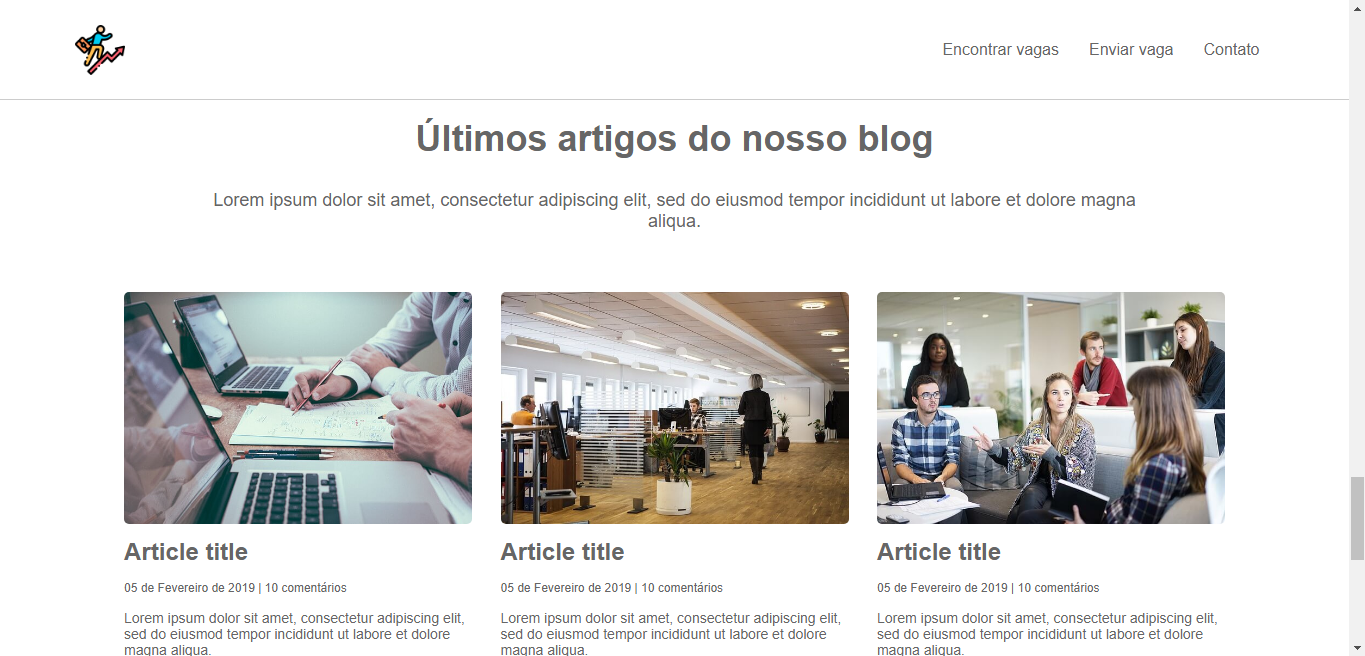 Encontrar vagas Enviar vaga Contato
Últimos artigos do nosso blog
Lorem ipsum dolor sit amet, consectetur adipiscing elit, sed do eiusmod tempor incididunt ut labore et dolore magna
aliqua.
Article title
05 de Fevereiro de 2019 | 10 comentários
Lorem ipsum dolor sit amet, consectetur adipiscing elit,
sed do eiusmod tempor incididunt ut labore et dolore
magna aliqua.
Article title
05 de Fevereiro de 2019 | 10 comentários
Lorem ipsum dolor sit amet, consectetur adipiscing elit,
sed do eiusmod tempor incididunt ut labore et dolore
magna aliqua.
Article title
05 de Fevereiro de 2019 | 10 comentários
Lorem ipsum dolor sit amet, consectetur adipiscing elit,
sed do eiusmod tempor incididunt ut labore et dolore
magna aliqua.